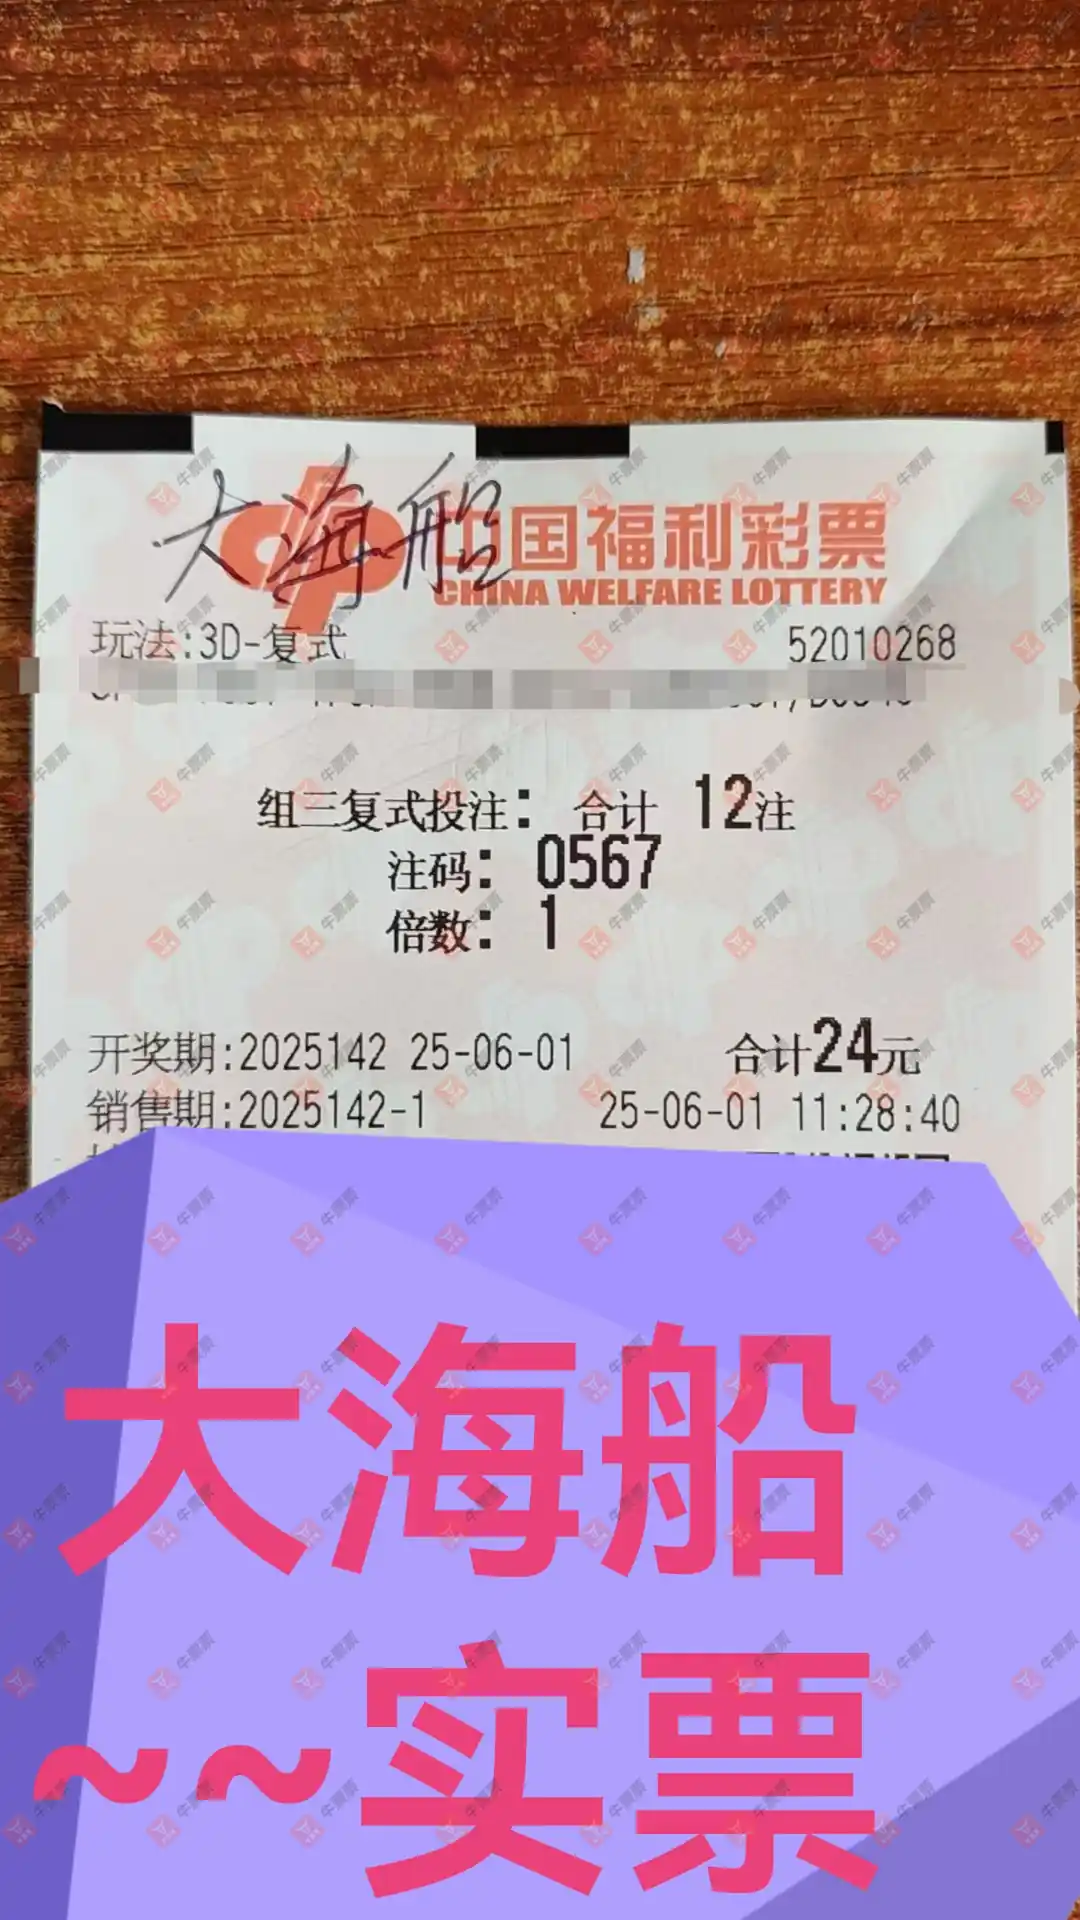 大海船
中国福利彩票
CHINA WELFARE LOTTERY
玩法:3D-复式 52010268
组三复式投注: 合计 12注
注码: 0567
倍数: 1
开奖期:2025142 25-06-01 合计24元
销售期:2025142-1 25-06-01 11:28:40
大海船
~~实票
牛票票